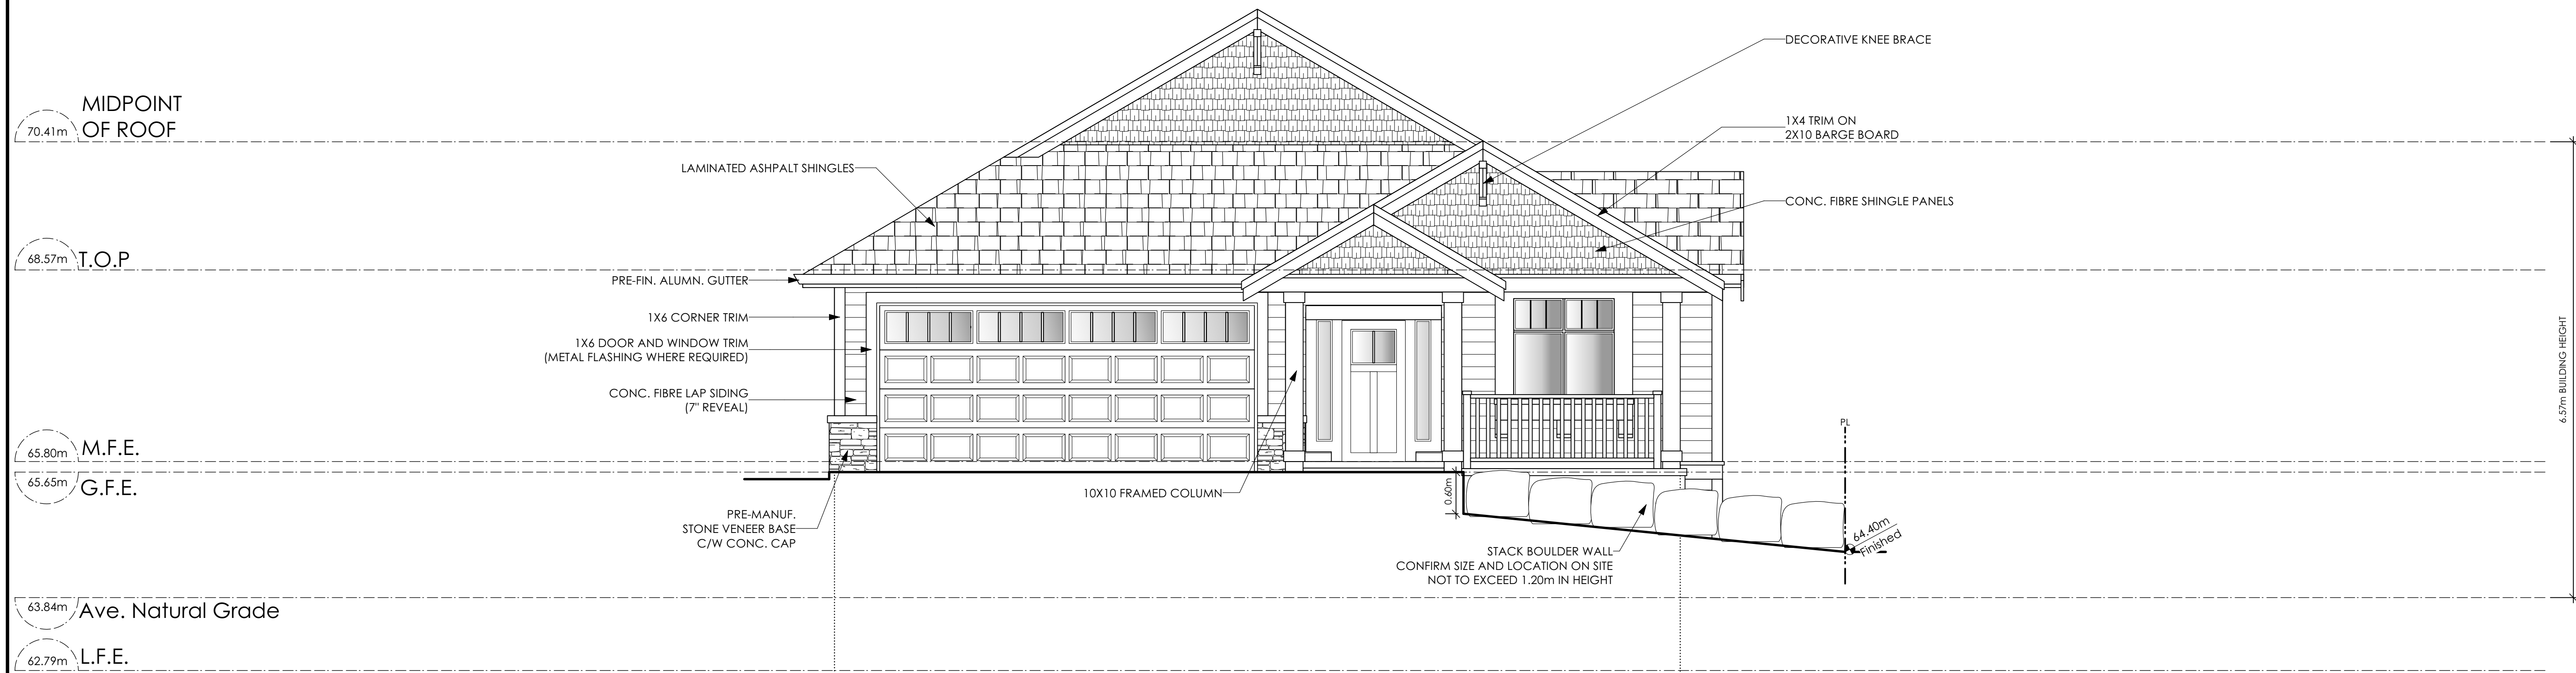 MIDPOINT
OF ROOF
70.41m
T.O.P
68.57m
M.F.E.
65.80m
65.65m
G.F.E.
63.84m
Ave. Natural Grade
L.F.E.
62.79m
LAMINATED ASHPALT SHINGLES
PRE-FIN. ALUMN. GUTTER
1X6 CORNER TRIM
1X6 DOOR AND WINDOW TRIM
(METAL FLASHING WHERE REQUIRED)
CONC. FIBRE LAP SIDING
(7" REVEAL)
PRE-MANUF.
STONE VENEER BASE
C/W CONC. CAP
10X10 FRAMED COLUMN
0.60m
STACK BOULDER WALL
CONFIRM SIZE AND LOCATION ON SITE
NOT TO EXCEED 1.20m IN HEIGHT
DECORATIVE KNEE BRACE
1X4 TRIM ON
2X10 BARGE BOARD
CONC. FIBRE SHINGLE PANELS
PL
64.40m
Finished
6.57m BUILDING HEIGHT